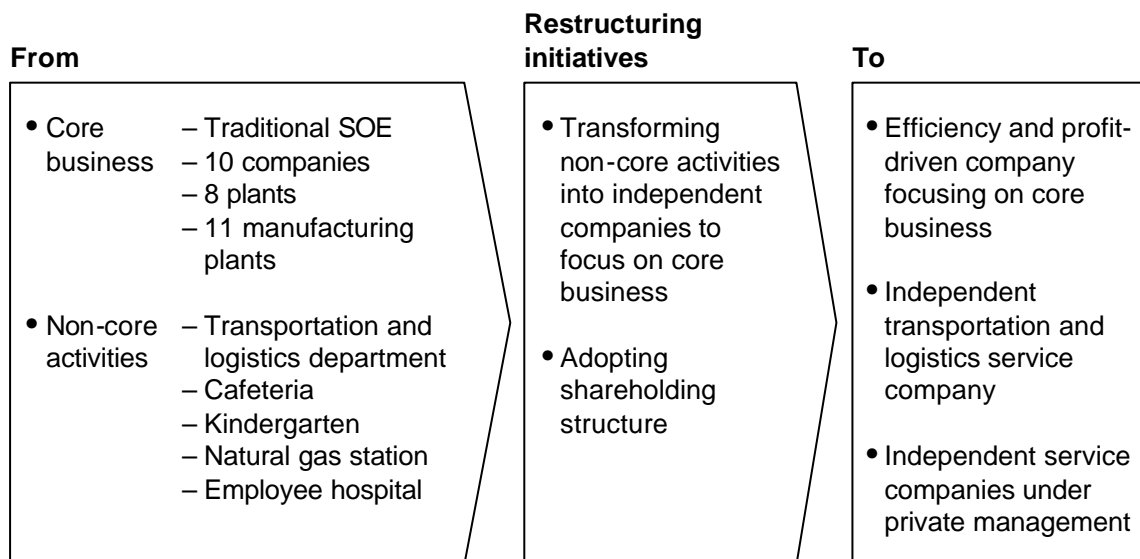 From
• Core
business
– Traditional SOE
– 10 companies
– 8 plants
– 11 manufacturing
plants
• Non-core
activities
– Transportation and
logistics department
– Cafeteria
– Kindergarten
– Natural gas station
– Employee hospital
Restructuring
initiatives
• Transforming
non-core activities
into independent
companies to
focus on core
business
• Adopting
shareholding
structure
To
• Efficiency and profit-
driven company
focusing on core
business
• Independent
transportation and
logistics service
company
• Independent service
companies under
private management